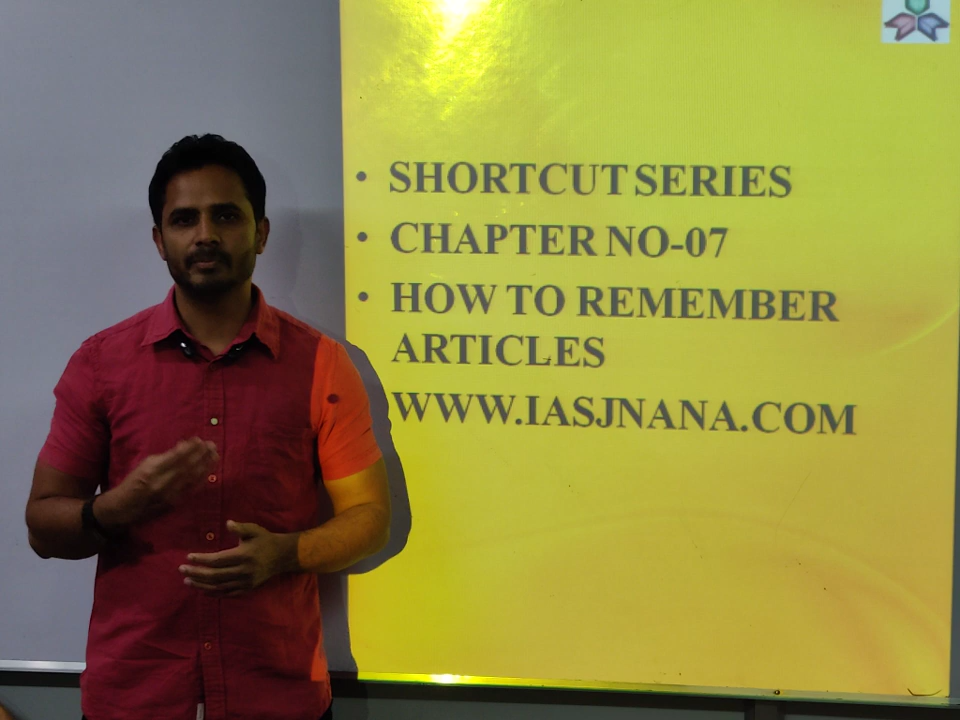 • SHORTCUT SERIES
• CHAPTER NO-07
• HOW TO REMEMBER
ARTICLES
WWW.IASJNANA.COM